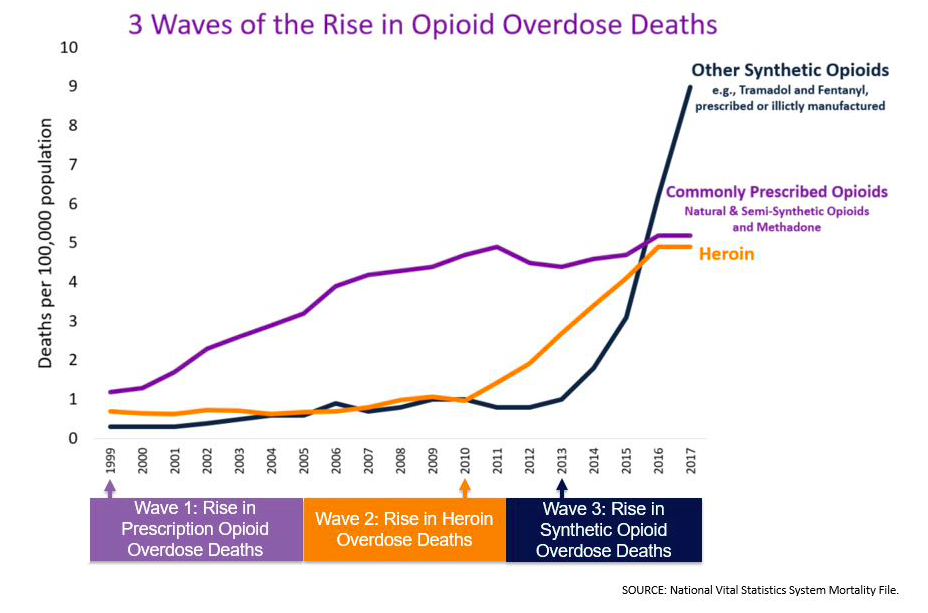 3 Waves of the Rise in Opioid Overdose Deaths
10
9
8
7
6
5
4
3
2
1
0
Deaths per 100,000 population
Other Synthetic Opioids
e.g., Tramadol and Fentanyl,
prescribed or illictly manufactured
Commonly Prescribed Opioids
Natural & Semi-Synthetic Opioids
and Methadone
Heroin
1999
2000
2001
2002
2003
2004
2005
2006
2007
2008
2009
2010
2011
2012
2013
2014
2015
2016
2017
Wave 1: Rise in
Prescription Opioid
Overdose Deaths
Wave 2: Rise in Heroin
Overdose Deaths
Wave 3: Rise in
Synthetic Opioid
Overdose Deaths
SOURCE: National Vital Statistics System Mortality File.